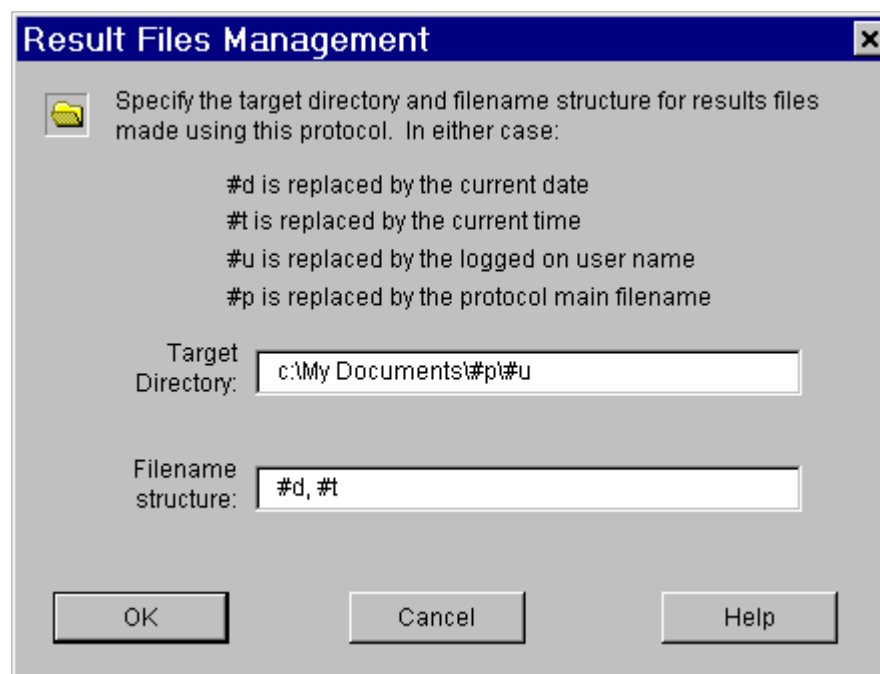 Result Files Management
Specify the target directory and filename structure for results files
made using this protocol.  In either case:
#d is replaced by the current date
#t is replaced by the current time
#u is replaced by the logged on user name
#p is replaced by the protocol main filename
Target
Directory:
c:\My Documents\#p\#u
Filename
structure:
#d, #t
OK
Cancel
Help